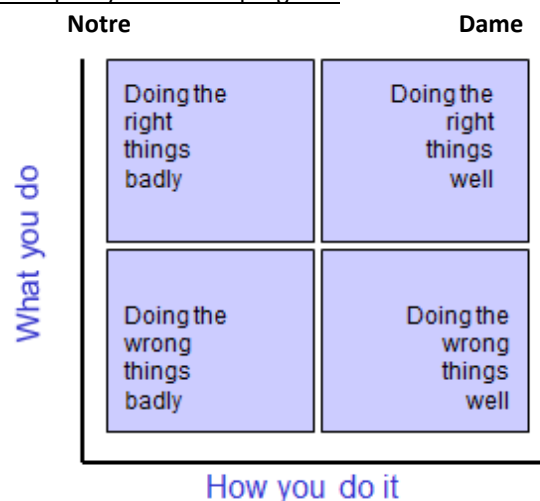 Notre Dame
Doing the
right
things
badly
Doing the
right
things
well
What you do
Doing the
wrong
things
badly
Doing the
wrong
things
well
How you do it